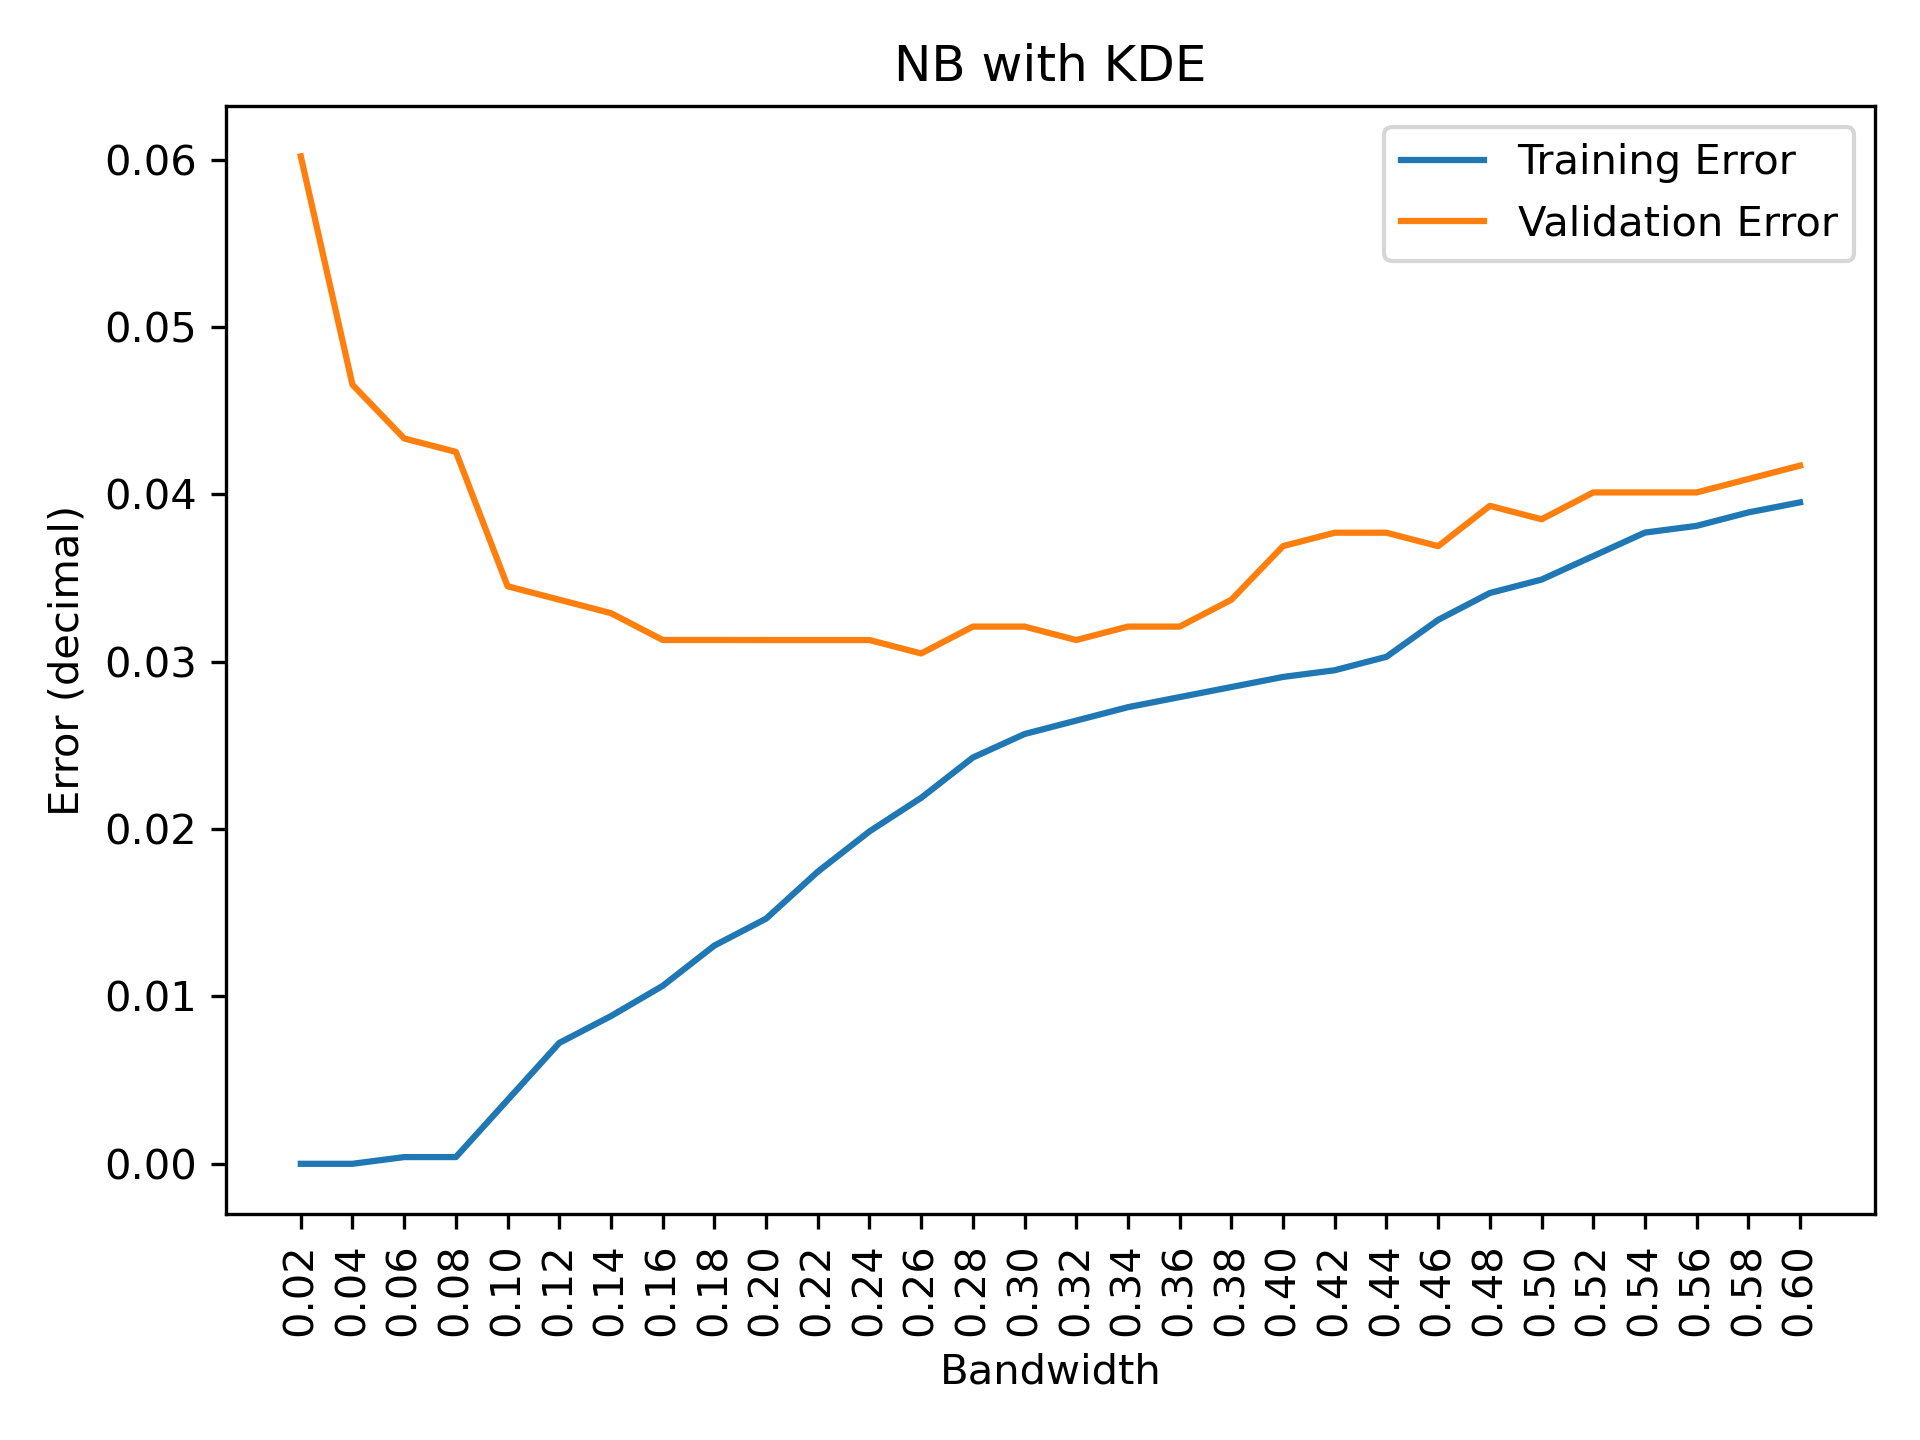 NB with KDE
Training Error
Validation Error
0.06
0.05
0.04
0.03
0.02
0.01
0.00
Error (decimal)
0.02 0.04 0.06 0.08 0.10 0.12 0.14 0.16 0.18 0.20 0.22 0.24 0.26 0.28 0.30 0.32 0.34 0.36 0.38 0.40 0.42 0.44 0.46 0.48 0.50 0.52 0.54 0.56 0.58 0.60
Bandwidth